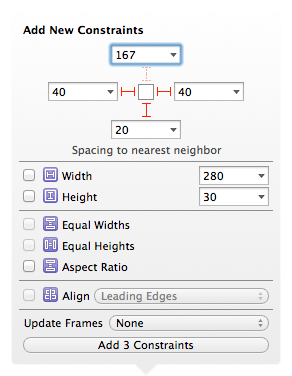 Add New Constraints
167
40
40
20
Spacing to nearest neighbor
Width 280
Height 30
Equal Widths
Equal Heights
Aspect Ratio
Align Leading Edges
Update Frames None
Add 3 Constraints